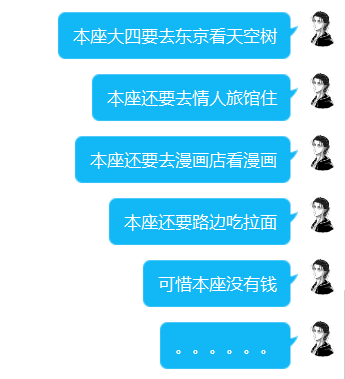 本座大四要去东京看天空树
本座还要去情人旅馆住
本座还要去漫画店看漫画
本座还要路边吃拉面
可惜本座没有钱
。。。。。。